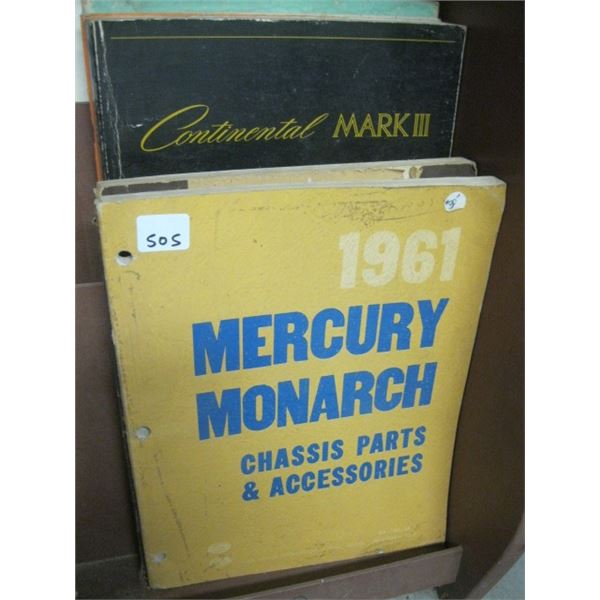 Continental MARK III
505
1961
MERCURY
MONARCH
CHASSIS PARTS
& ACCESSORIES